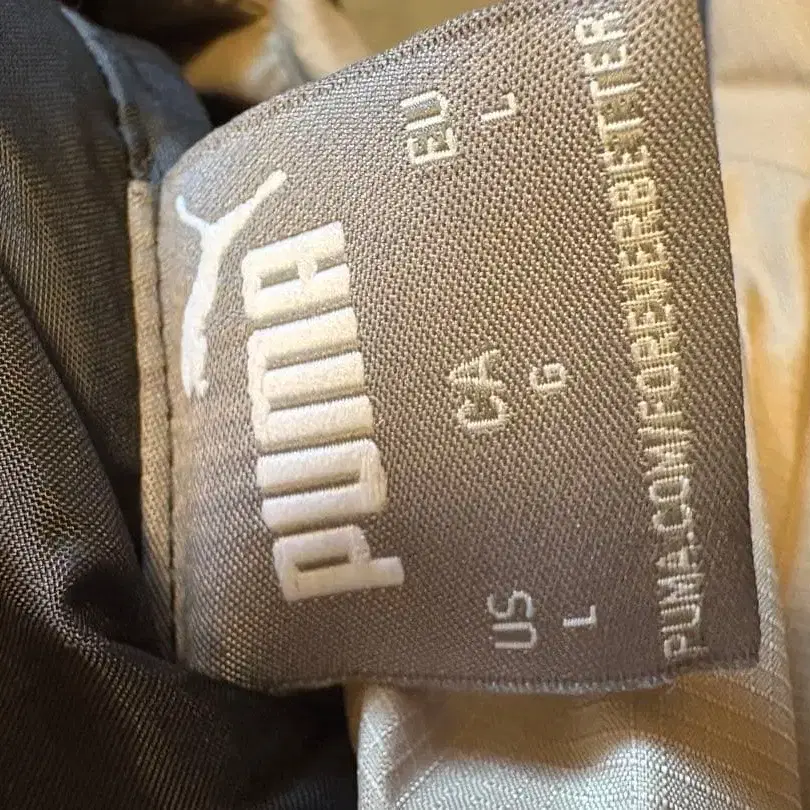 PUMA
US CA EU
L G L
PUMA.COM/FOREVERBETTER